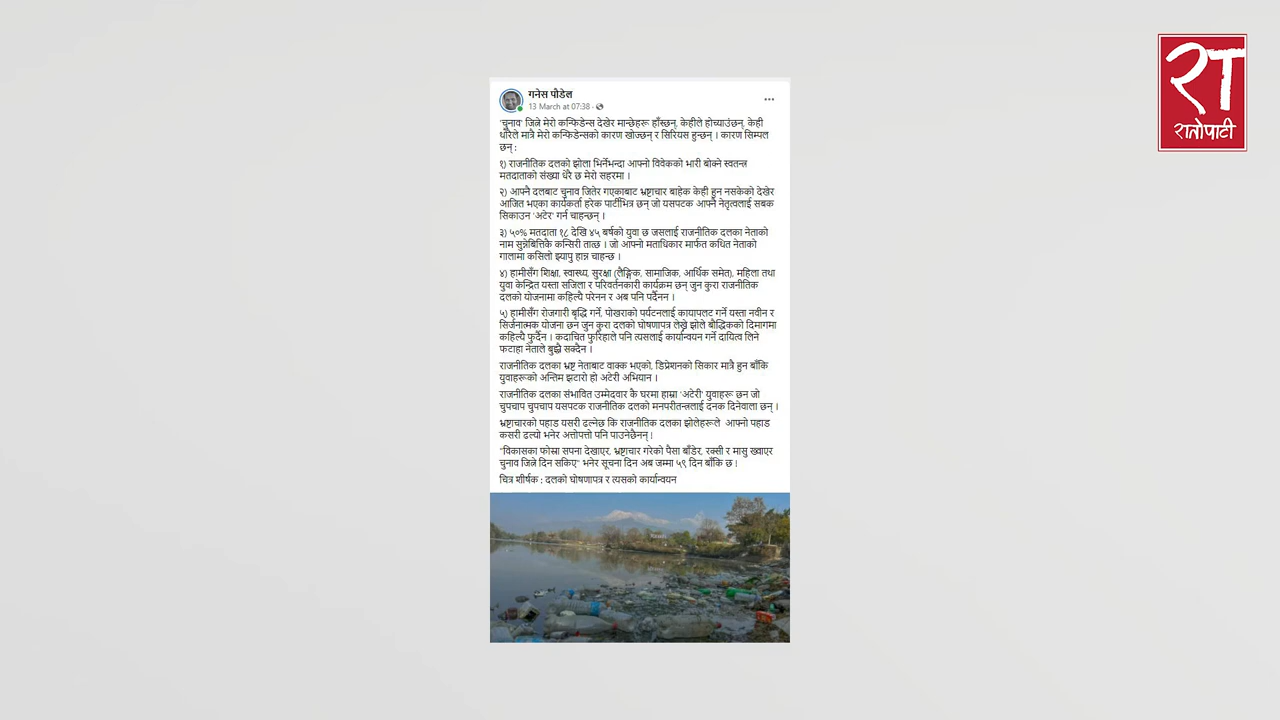 रातोपाटी
गनेस पौडेल
13 March at 07:38
'चुनाव' जित्ने मेरो कन्फिडेन्स देखेर मान्छेहरू हाँस्छन्, केहीले होच्याउंछन्, केही
थोरैले मात्रै मेरो कन्फिडेन्सको कारण खोज्छन् र सिरियस हुन्छन् । कारण सिम्पल
छन् :
१) राजनीतिक दलको झोला भिर्नेभन्दा आफ्नो विवेकको भारी बोक्ने स्वतन्त्र
मतदाताको संख्या धेरै छ मेरो सहरमा ।
२) आफ्नै दलबाट चुनाव जितेर गएकाबाट भ्रष्टाचार बाहेक केही हुन नसकेको देखेर
आजित भएका कार्यकर्ता हरेक पार्टीभित्र छन् जो यसपटक आफ्नै नेतृत्वलाई सबक
सिकाउन 'अटेर' गर्न चाहन्छन् ।
३) ५०% मतदाता १८ देखि ४५ बर्षको युवा छ जसलाई राजनीतिक दलका नेताको
नाम सुन्नेबित्तिकै कन्सिरी तात्छ । जो आफ्नो मताधिकार मार्फत कथित नेताको
गालामा कसिलो झ्यापु हान्न चाहन्छ ।
४) हामीसँग शिक्षा, स्वास्थ्य, सुरक्षा (लैङ्गिक, सामाजिक, आर्थिक समेत), महिला तथा
युवा केन्द्रित यस्ता सजिला र परिवर्तनकारी कार्यक्रम छन् जुन कुरा राजनीतिक
दलको योजनामा कहिल्यै परेनन र अब पनि पर्दैनन ।
५) हामीसँग रोजगारी बृद्धि गर्ने, पोखराको पर्यटनलाई कायापलट गर्ने यस्ता नवीन र
सिर्जनात्मक योजना छन जुन कुरा दलको घोषणापत्र लेख्ने झोले बौद्धिकको दिमागमा
कहिल्यै फुर्दैन । कदाचित फुरिहाले पनि त्यसलाई कार्यान्वयन गर्ने दायित्व लिने
फटाहा नेताले बुझ्नै सक्दैन ।
राजनीतिक दलका भ्रष्ट नेताबाट वाक्क भएको, डिप्रेशनको सिकार मात्रै हुन बाँकि
युवाहरूको अन्तिम झटारो हो अटेरी अभियान ।
राजनीतिक दलका संभावित उम्मेदवार कै घरमा हाम्रा 'अटेरी' युवाहरू छन जो
चुपचाप चुपचाप यसपटक राजनीतिक दलको मनपरीतन्त्रलाई दनक दिनेवाला छन् ।
भ्रष्टाचारको पहाड यसरी ढल्नेछ कि राजनीतिक दलका झोलेहरूले आफ्नो पहाड
कसरी ढल्यो भनेर अत्तोपत्तो पनि पाउनेछैनन् !
"विकासका फोस्रा सपना देखाएर, भ्रष्टाचार गरेको पैसा बाँडेर, रक्सी र मासु ख्वाएर
चुनाव जित्ने दिन सकिए" भनेर सूचना दिन अब जम्मा ५९ दिन बाँकि छ !
चित्र शीर्षक : दलको घोषणापत्र र त्यसको कार्यान्वयन